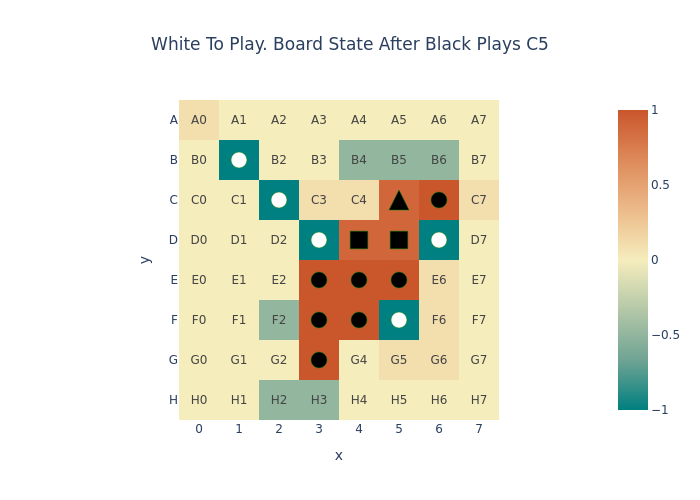 White To Play. Board State After Black Plays C5
A A0 A1 A2 A3 A4 A5 A6 A7
B B0 B2 B3 B4 B5 B6 B7
C C0 C1 C3 C4 C7
D D0 D1 D2 D7
E E0 E1 E2 E6 E7
F F0 F1 F2 F6 F7
G G0 G1 G2 G4 G5 G6 G7
H H0 H1 H2 H3 H4 H5 H6 H7
0 1 2 3 4 5 6 7
x
y
1
0.5
0
−0.5
−1